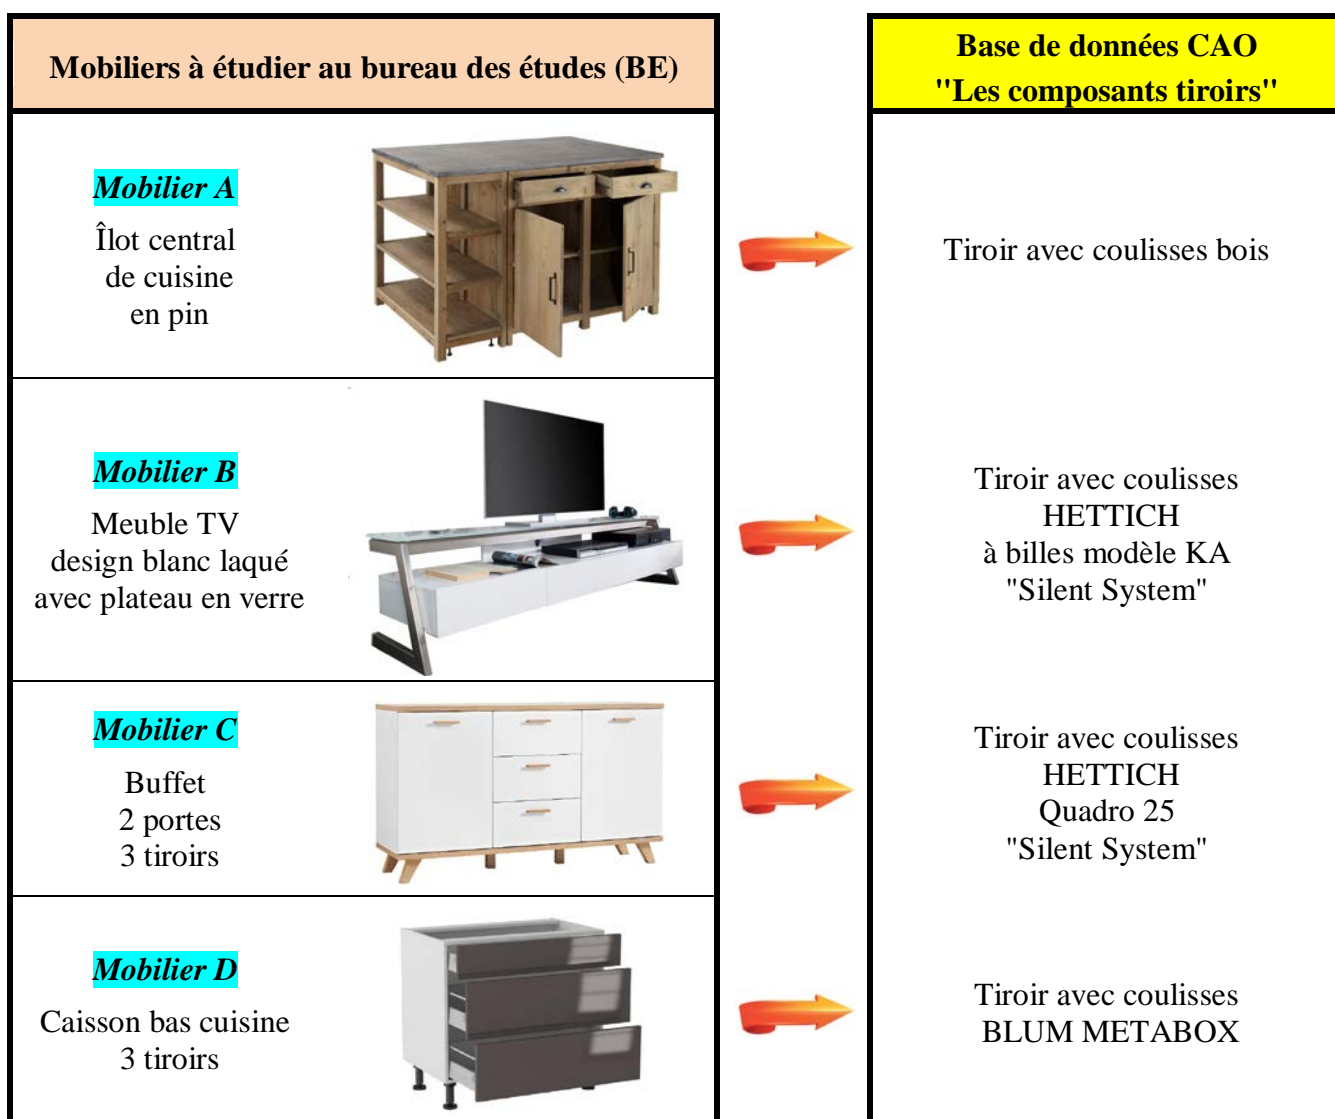 Mobiliers à étudier au bureau des études (BE)
Base de données CAO
"Les composants tiroirs"
Mobilier A
Îlot central
de cuisine
en pin
Tiroir avec coulisses bois
Mobilier B
Meuble TV
design blanc laqué
avec plateau en verre
Tiroir avec coulisses
HETTICH
à billes modèle KA
"Silent System"
Mobilier C
Buffet
2 portes
3 tiroirs
Tiroir avec coulisses
HETTICH
Quadro 25
"Silent System"
Mobilier D
Caisson bas cuisine
3 tiroirs
Tiroir avec coulisses
BLUM METABOX